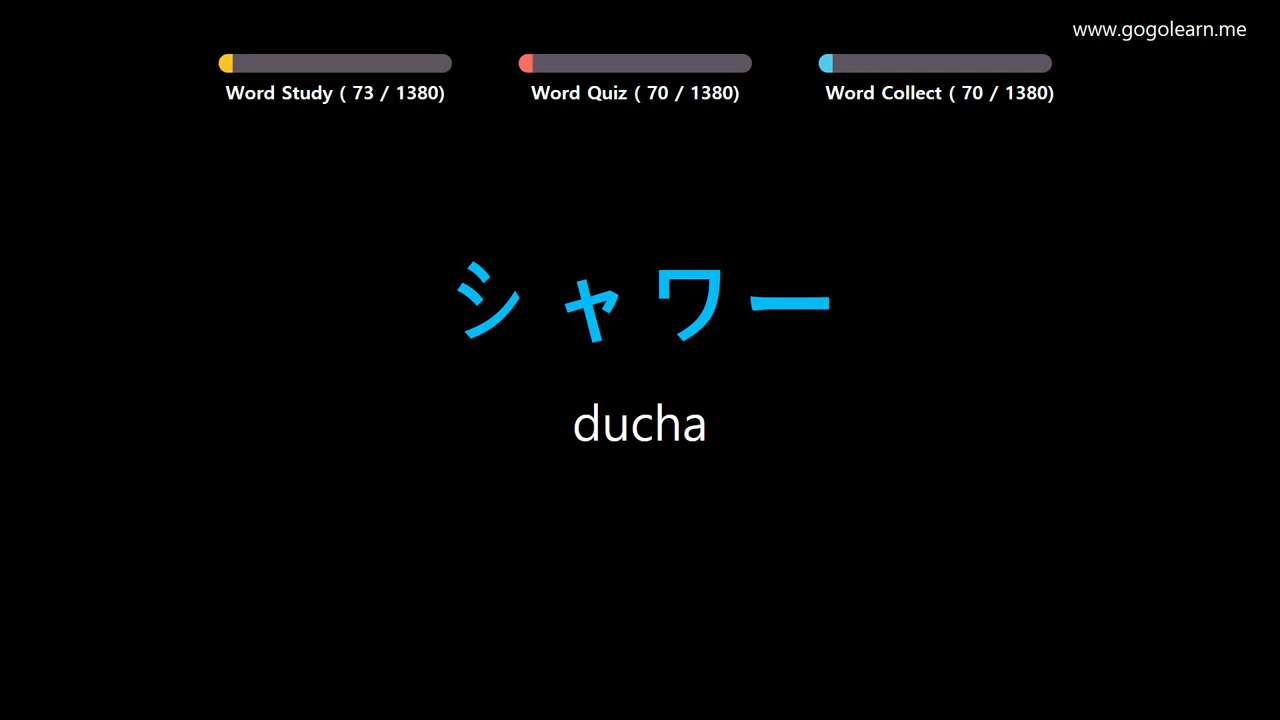 www.gogolearn.me
Word Study ( 73 / 1380)
Word Quiz ( 70 / 1380)
Word Collect ( 70 / 1380)
シャワー
ducha